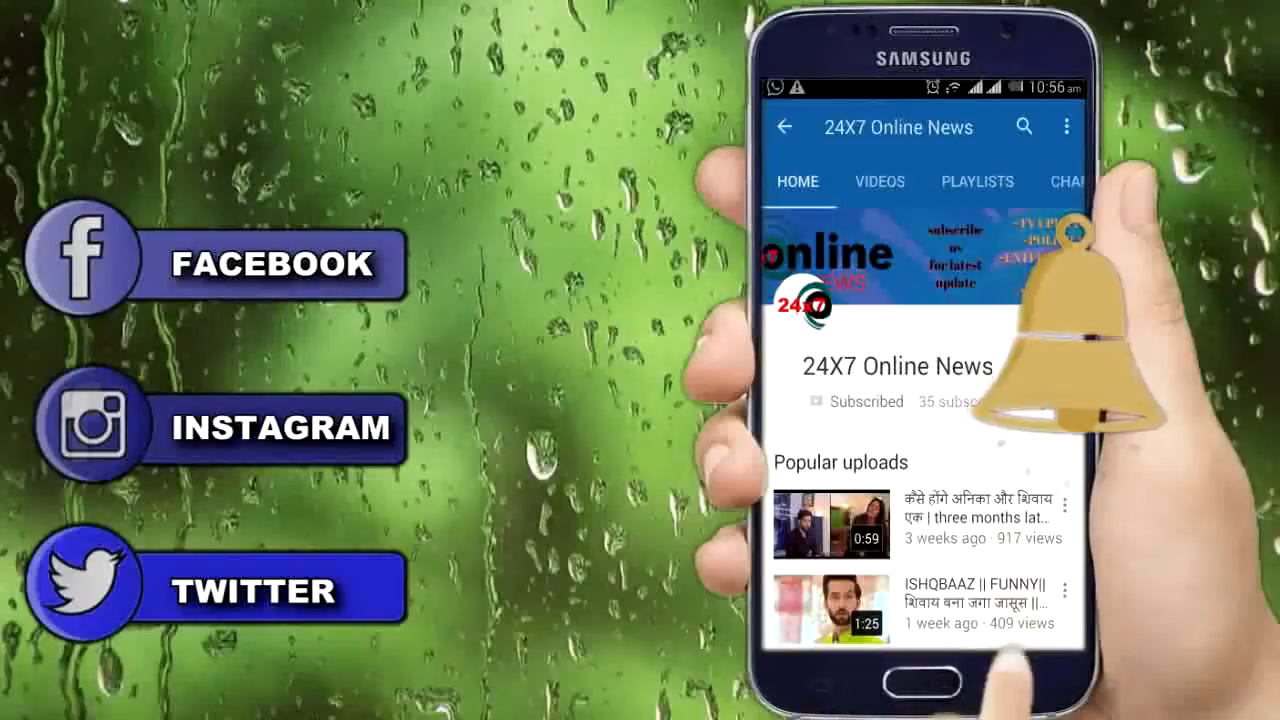 FACEBOOK
INSTAGRAM
TWITTER
SAMSUNG
10:56 am
24X7 Online News
HOME VIDEOS PLAYLISTS
online
NEWS
subscribe
us
for latest
update
24x7
24X7 Online News
Subscribed 35
Popular uploads
0:59
कैसे होंगे अनिका और शिवाय
एक | three months lat...
3 weeks ago · 917 views
1:25
ISHQBAAZ || FUNNY||
शिवाय बना जगा जासूस ||...
1 week ago · 409 views